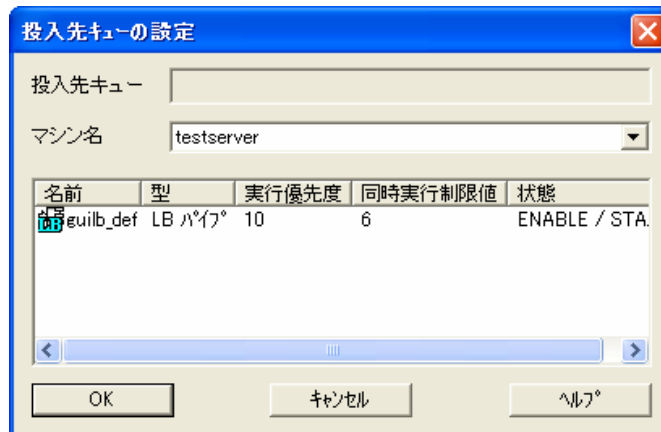 投入先ｷｭｰの設定
投入先キュー
マシン名 testserver
名前 型 実行優先度 同時実行制限値 状態
guilb_def LB ﾊﾟｲﾌﾟ 10 6 ENABLE / STA.
OK ｷｬﾝｾﾙ ﾍﾙﾌﾟ